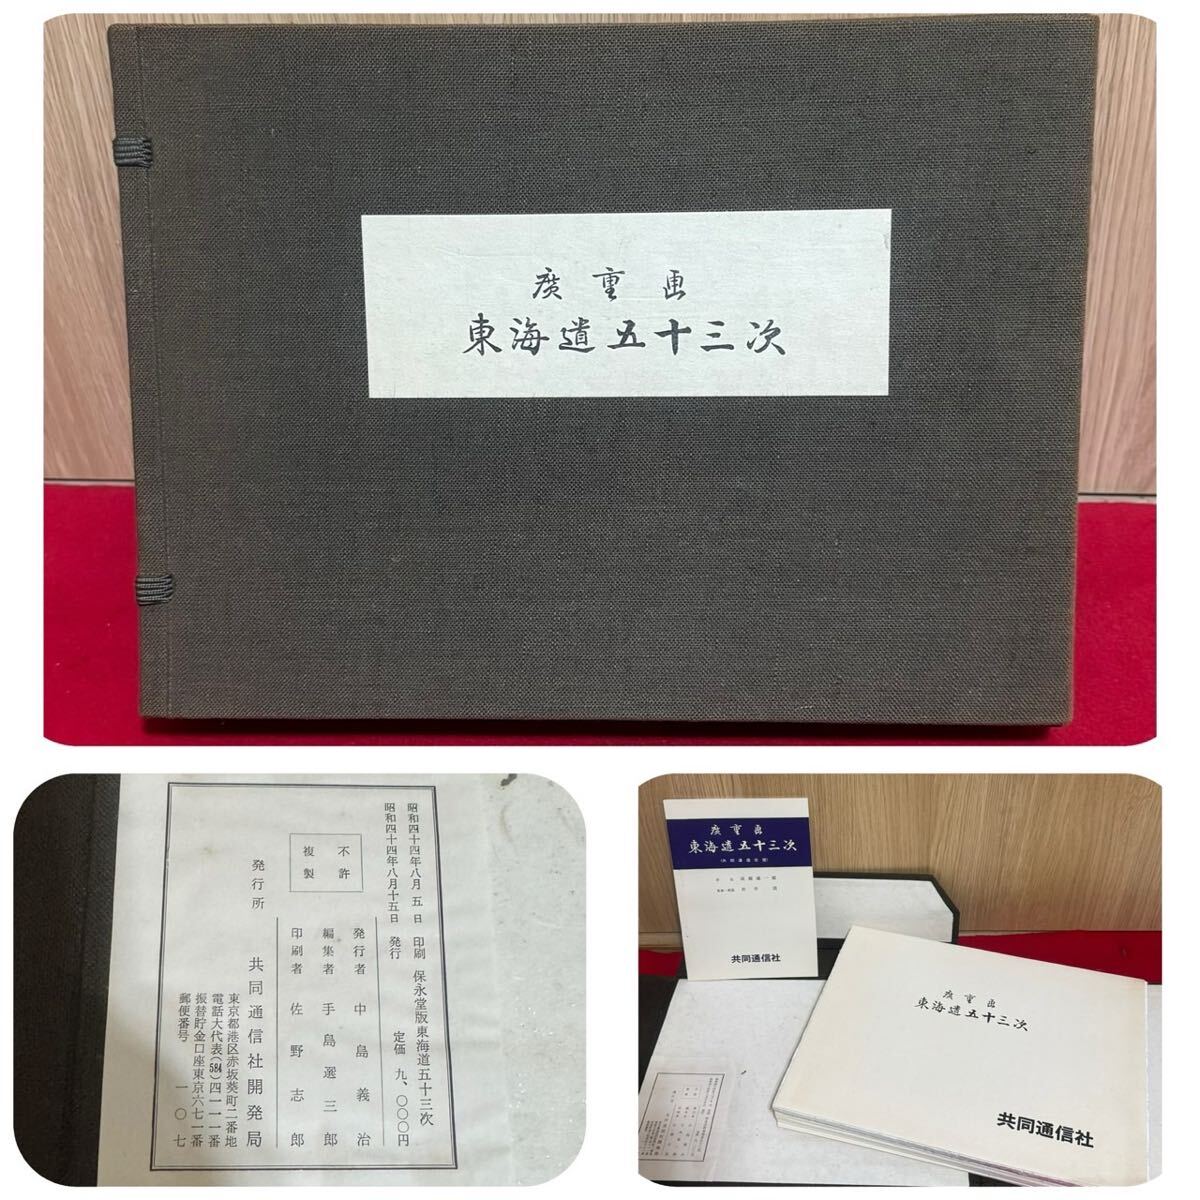 廣重画
東海道五十三次
昭和四十四年八月 五 日 印刷
昭和四十四年八月十五日 発行
保永堂版東海道五十三次
定価 九、〇〇〇円
不許
複製
発行者 中島義治
編集者 手島選三郎
印刷者 佐野志郎
発行所 共同通信社開発局
東京都港区赤坂葵町二番地
電話大代表(584)四一一一番
振替貯金口座東京六七一番
郵便番号 一〇七
廣重画
東海道五十三次
共同通信社
廣重画
東海道五十三次
共同通信社